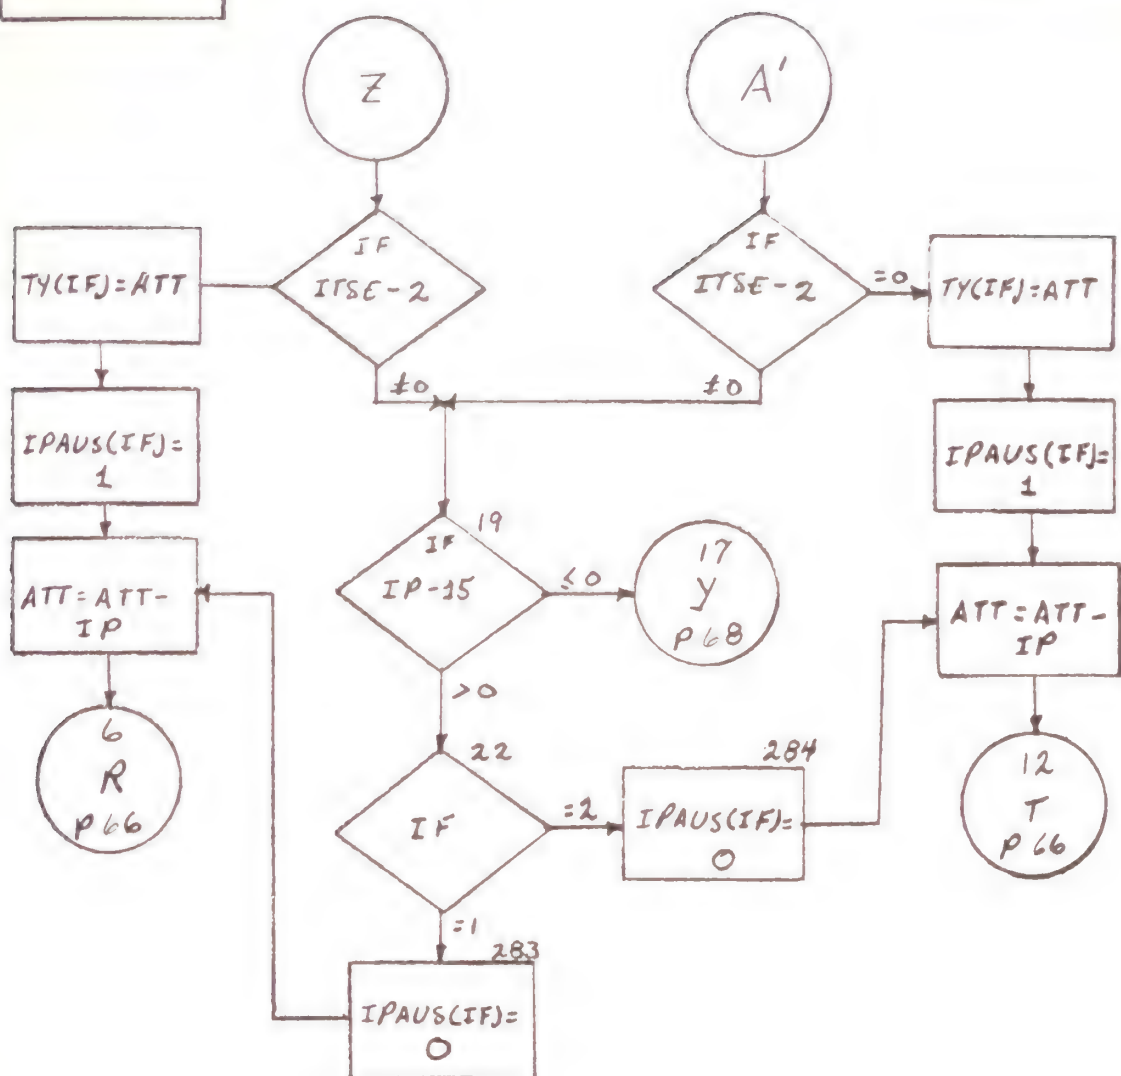 Z
A'
IF
ITSE-2
IF
ITSE-2
TY(IF)=ATT
=0
TY(IF)=ATT
≠0
≠0
IPAUS(IF)=
1
IPAUS(IF)=
1
19
IF
IP-15
≤0
17
Y
P68
ATT=ATT-
IP
ATT=ATT-
IP
>0
6
R
P66
22
IF
=2
284
IPAUS(IF)=
0
12
T
P66
=1
283
IPAUS(IF)=
0